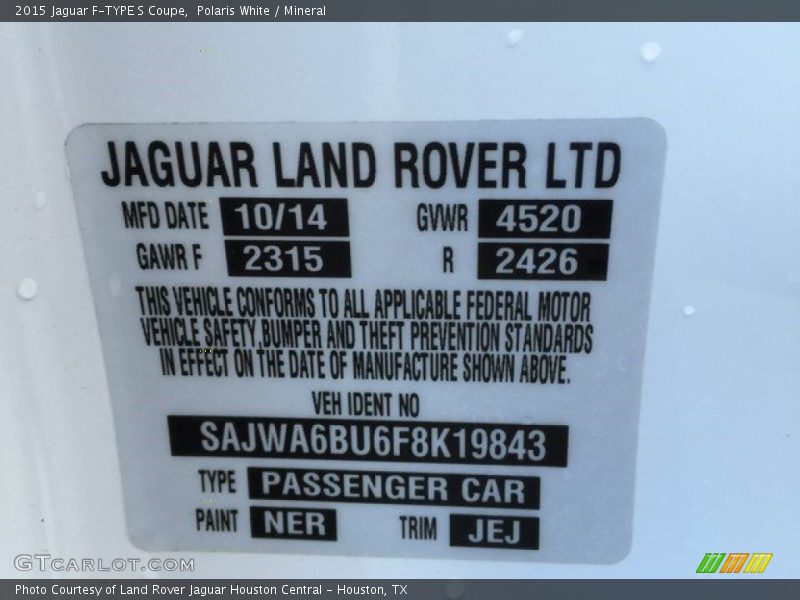 2015 Jaguar F-TYPE S Coupe, Polaris White / Mineral
JAGUAR LAND ROVER LTD
MFD DATE 10/14 GVWR 4520
GAWR F 2315 R 2426
THIS VEHICLE CONFORMS TO ALL APPLICABLE FEDERAL MOTOR
VEHICLE SAFETY,BUMPER AND THEFT PREVENTION STANDARDS
IN EFFECT ON THE DATE OF MANUFACTURE SHOWN ABOVE.
VEH IDENT NO
SAJWA6BU6F8K19843
TYPE PASSENGER CAR
PAINT NER TRIM JEJ
GTcarlot.com
Photo Courtesy of Land Rover Jaguar Houston Central - Houston, TX